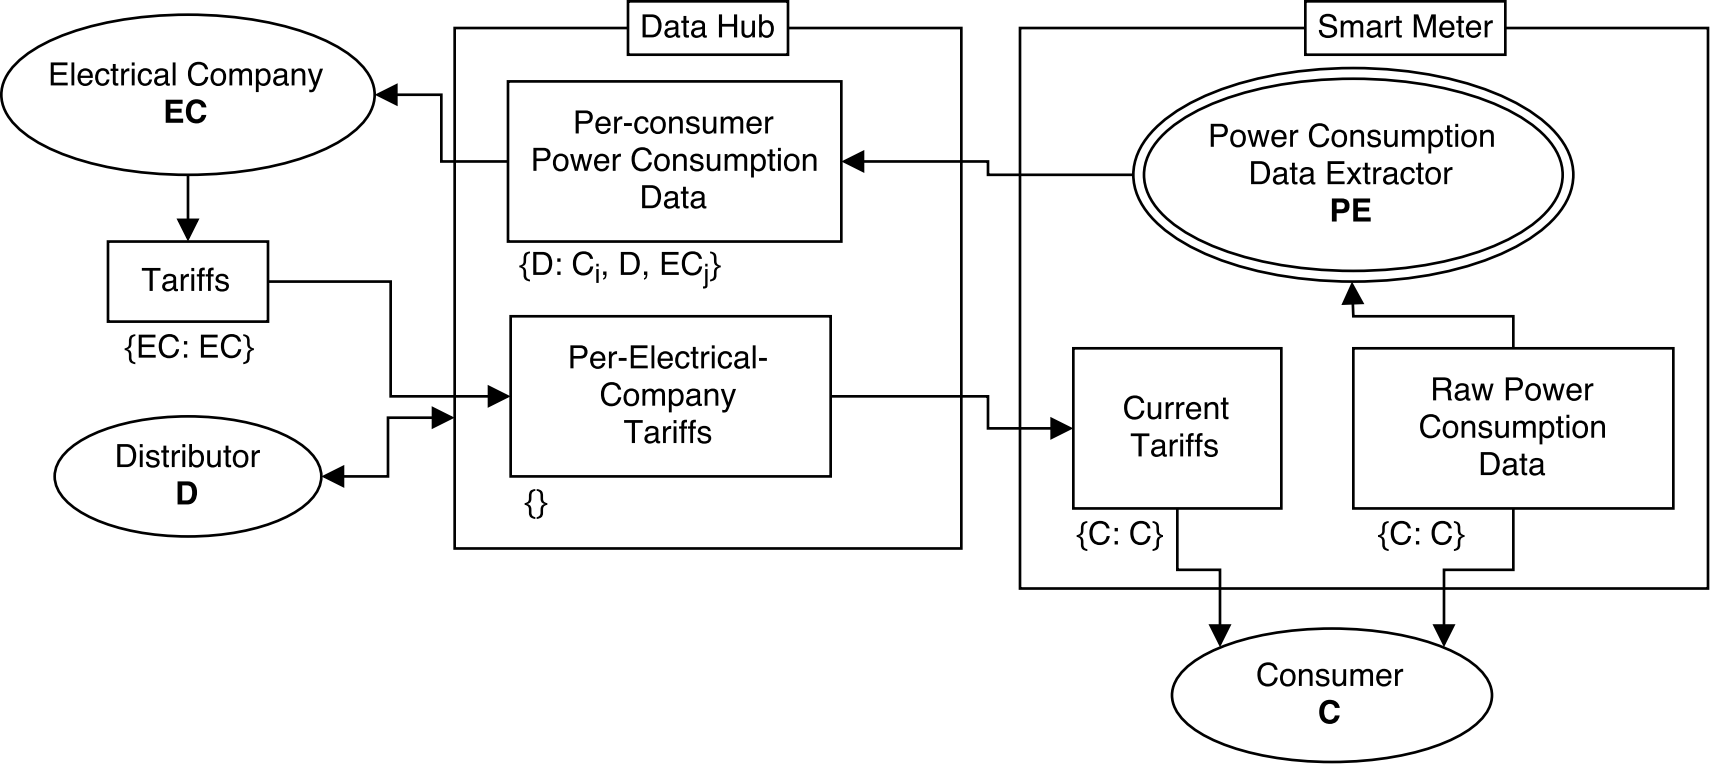 Data Hub
Smart Meter
Electrical Company
EC
Per-consumer
Power Consumption
Data
{D: Ci, D, ECj}
Power Consumption
Data Extractor
PE
Tariffs
{EC: EC}
Distributor
D
Per-Electrical-
Company
Tariffs
{}
Current
Tariffs
{C: C}
Raw Power
Consumption
Data
{C: C}
Consumer
C